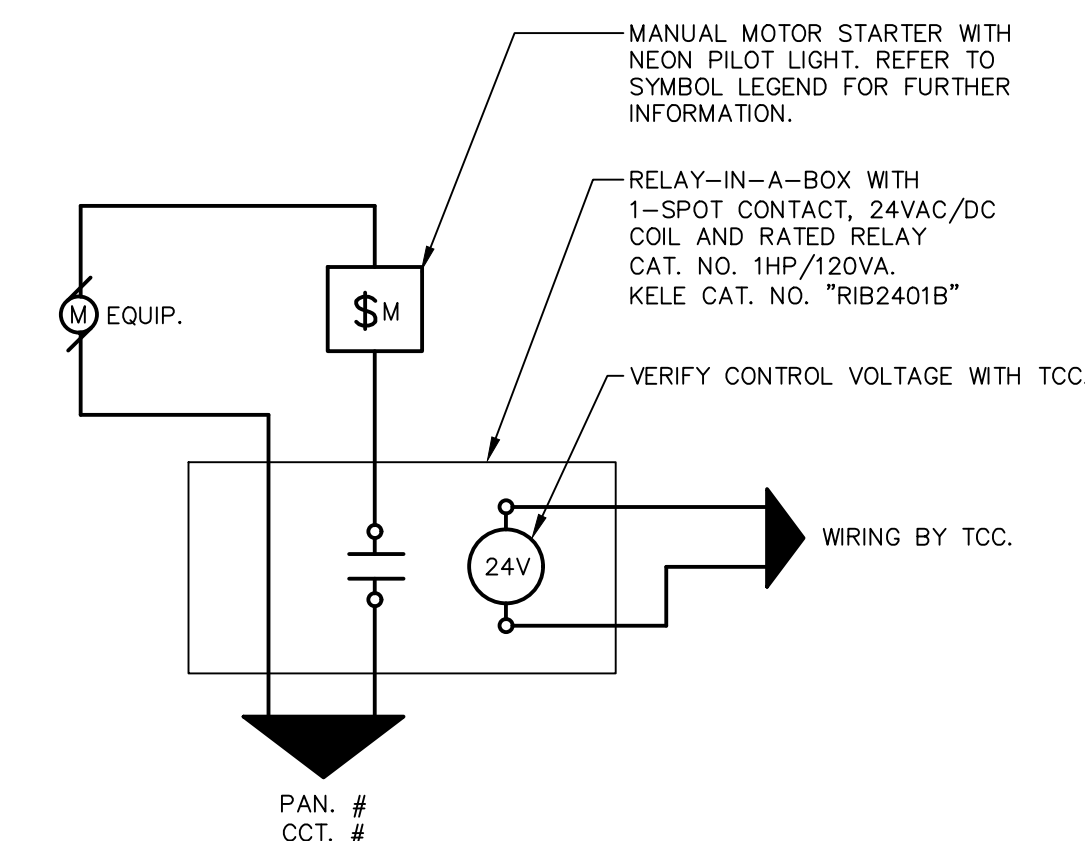 MANUAL MOTOR STARTER WITH
NEON PILOT LIGHT. REFER TO
SYMBOL LEGEND FOR FURTHER
INFORMATION.
RELAY-IN-A-BOX WITH
1-SPOT CONTACT, 24VAC/DC
COIL AND RATED RELAY
CAT. NO. 1HP/120VA.
KELE CAT. NO. "RIB2401B"
$M
M EQUIP.
VERIFY CONTROL VOLTAGE WITH TCC.
24V
WIRING BY TCC.
PAN. #
CCT. #